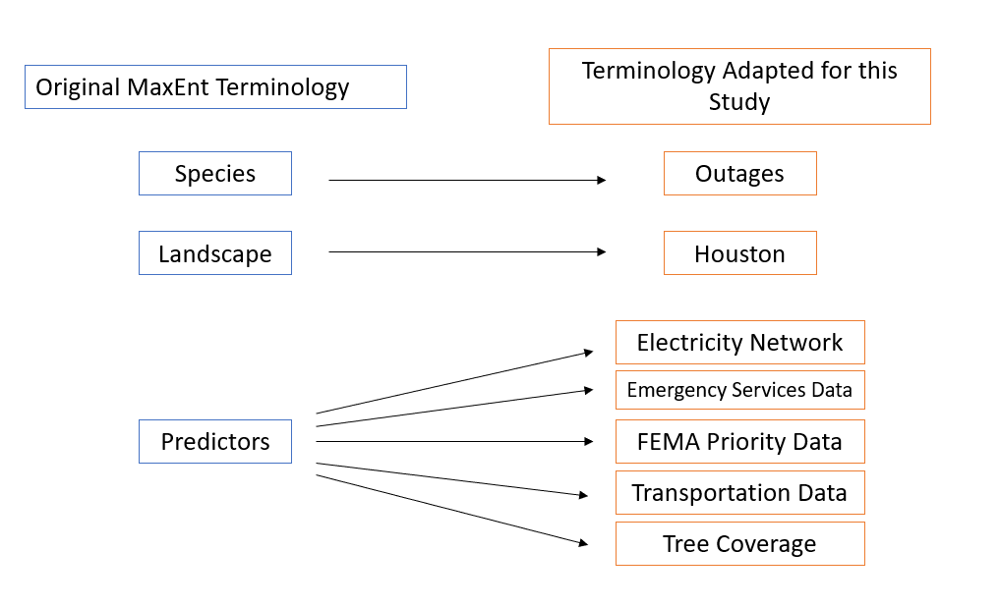 Original MaxEnt Terminology
Terminology Adapted for this
Study
Species
Outages
Landscape
Houston
Predictors
Electricity Network
Emergency Services Data
FEMA Priority Data
Transportation Data
Tree Coverage